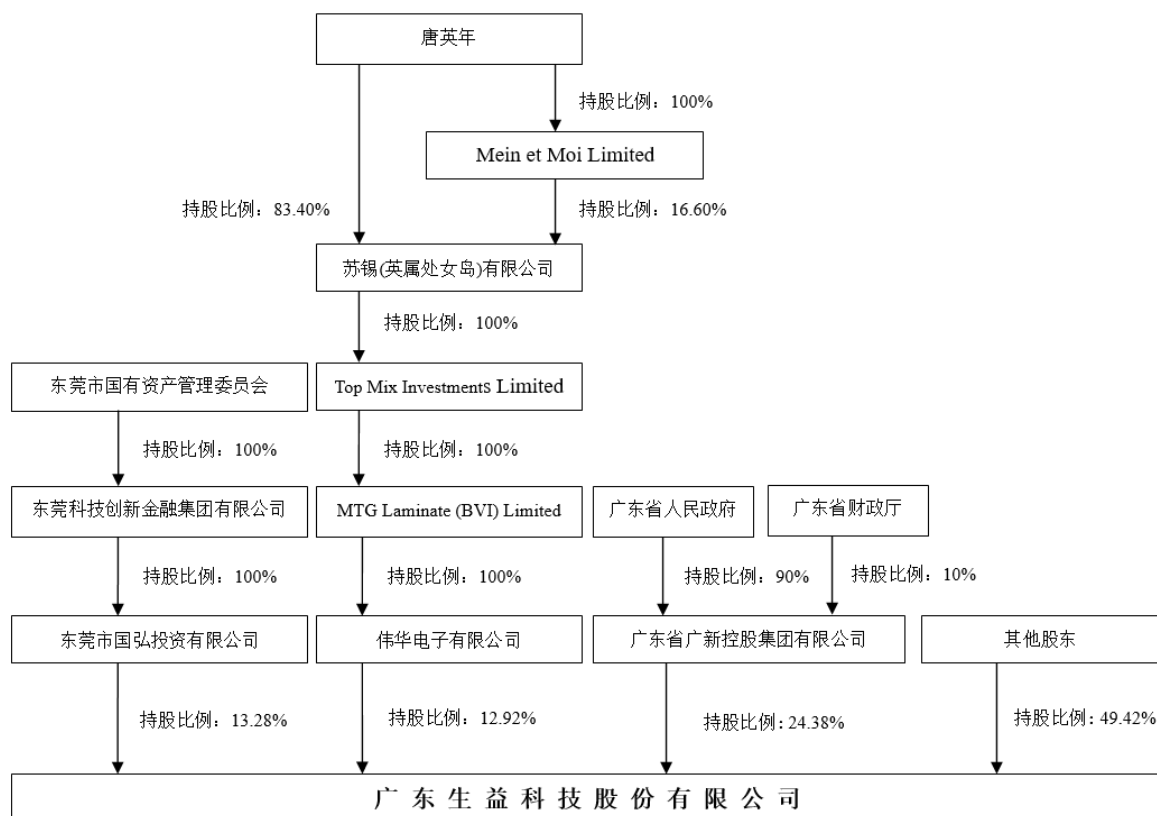 唐英年
持股比例：100%
Mein et Moi Limited
持股比例：83.40%
持股比例：16.60%
苏锡(英属处女岛)有限公司
持股比例：100%
东莞市国有资产管理委员会
Top Mix Investments Limited
持股比例：100%
持股比例：100%
东莞科技创新金融集团有限公司
MTG Laminate (BVI) Limited
广东省人民政府
广东省财政厅
持股比例：100%
持股比例：100%
持股比例：90%
持股比例：10%
东莞市国弘投资有限公司
伟华电子有限公司
广东省广新控股集团有限公司
其他股东
持股比例：13.28%
持股比例：12.92%
持股比例：24.38%
持股比例：49.42%
广东生益科技股份有限公司